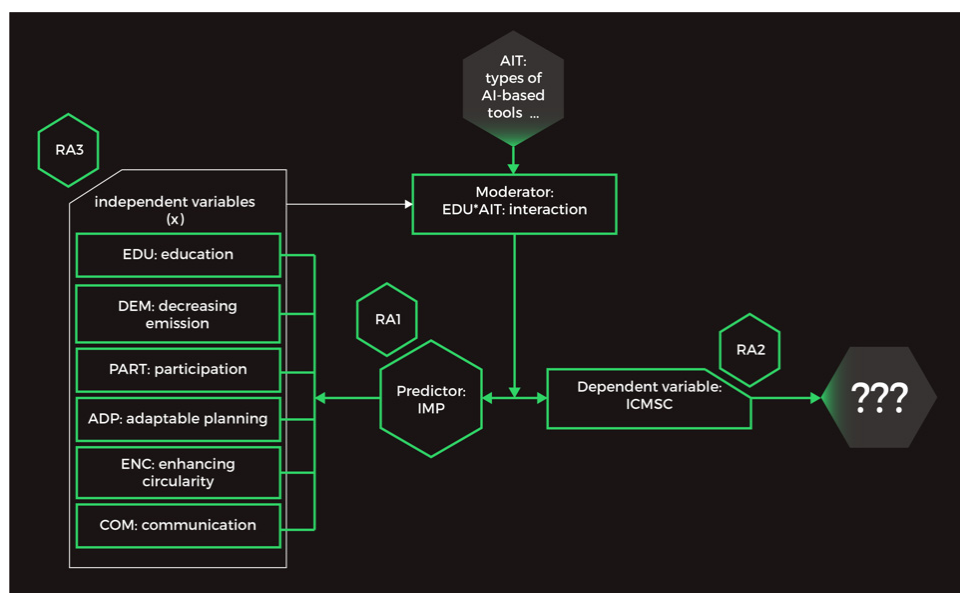 AIT:
types of
AI-based
tools ...
RA3
Moderator:
EDU*AIT: interaction
independent variables
(x)
EDU: education
DEM: decreasing
emission
PART: participation
ADP: adaptable planning
ENC: enhancing
circularity
COM: communication
RA1
Predictor:
IMP
RA2
Dependent variable:
ICMSC
???